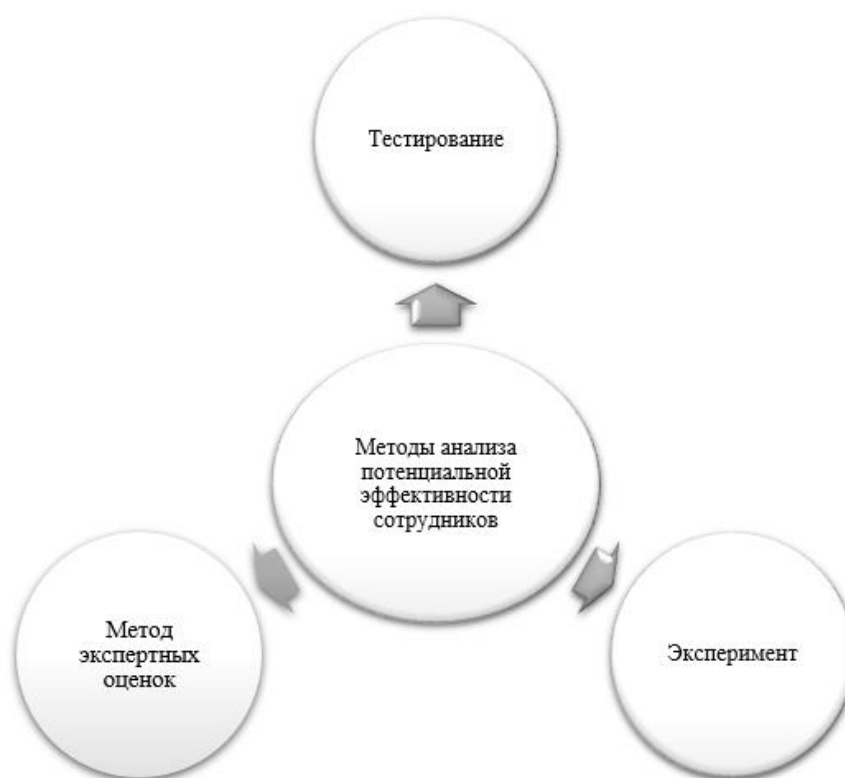 Тестирование
Методы анализа
потенциальной
эффективности
сотрудников
Метод
экспертных
оценок
Эксперимент